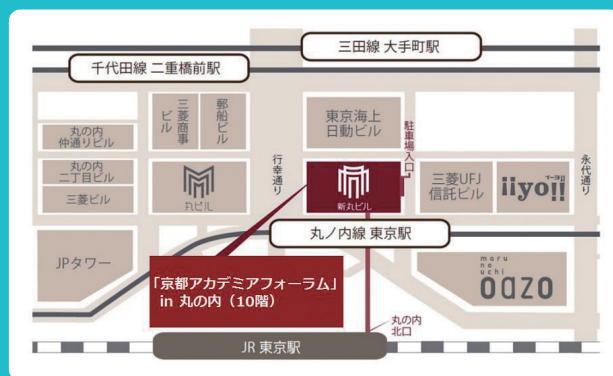 三田線 大手町駅
千代田線 二重橋前駅
丸の内
仲通りビル
三菱商事
ビル
郵船ビル
東京海上
日動ビル
駐車場入口
行幸通り
永代通り
丸の内
二丁目ビル
三菱ビル
丸ビル
新丸ビル
三菱UFJ
信託ビル
iiyo!!
イーヨ!!
丸ノ内線 東京駅
JPタワー
「京都アカデミアフォーラム」
in 丸の内（10階）
maru
no
uchi
oazo
丸の内
北口
JR 東京駅